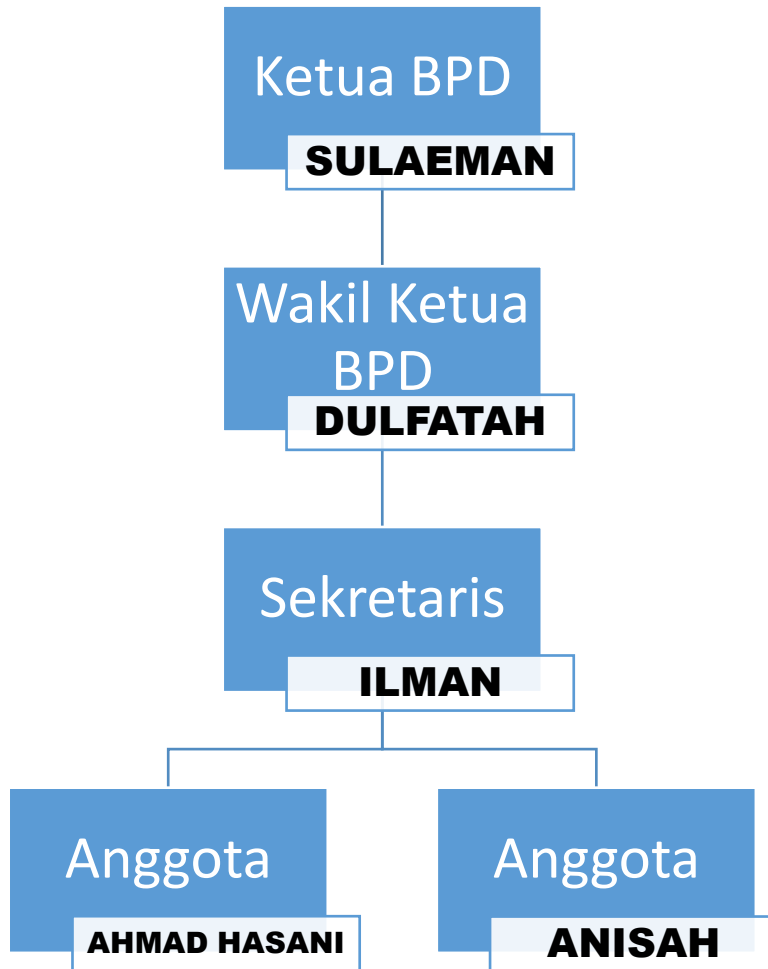 Ketua BPD
SULAEMAN
Wakil Ketua
BPD
DULFATAH
Sekretaris
ILMAN
Anggota
AHMAD HASANI
Anggota
ANISAH